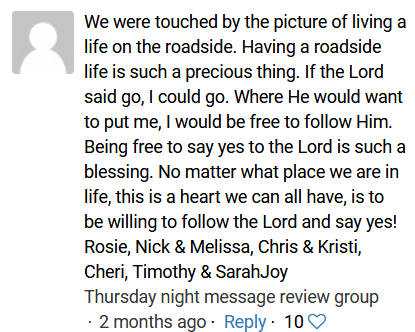 We were touched by the picture of living a
life on the roadside. Having a roadside
life is such a precious thing. If the Lord
said go, I could go. Where He would want
to put me, I would be free to follow Him.
Being free to say yes to the Lord is such a
blessing. No matter what place we are in
life, this is a heart we can all have, is to
be willing to follow the Lord and say yes!
Rosie, Nick & Melissa, Chris & Kristi,
Cheri, Timothy & SarahJoy
Thursday night message review group
· 2 months ago · Reply · 10